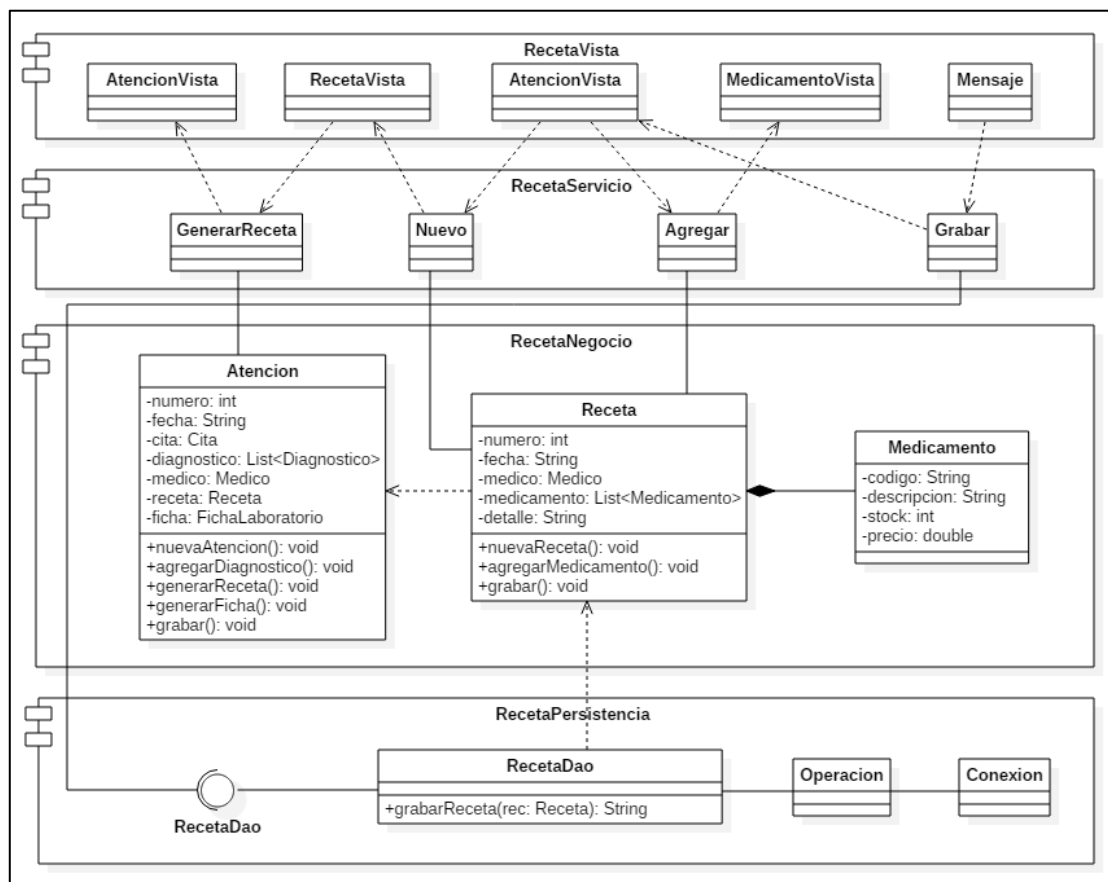 RecetaVista
AtencionVista
RecetaVista
AtencionVista
MedicamentoVista
Mensaje
RecetaServicio
GenerarReceta
Nuevo
Agregar
Grabar
RecetaNegocio
Atencion
-numero: int
-fecha: String
-cita: Cita
-diagnostico: List<Diagnostico>
-medico: Medico
-receta: Receta
-ficha: FichaLaboratorio
+nuevaAtencion(): void
+agregarDiagnostico(): void
+generarReceta(): void
+generarFicha(): void
+grabar(): void
Receta
-numero: int
-fecha: String
-medico: Medico
-medicamento: List<Medicamento>
-detalle: String
+nuevaReceta(): void
+agregarMedicamento(): void
+grabar(): void
Medicamento
-codigo: String
-descripcion: String
-stock: int
-precio: double
RecetaPersistencia
RecetaDao
RecetaDao
+grabarReceta(rec: Receta): String
Operacion
Conexion